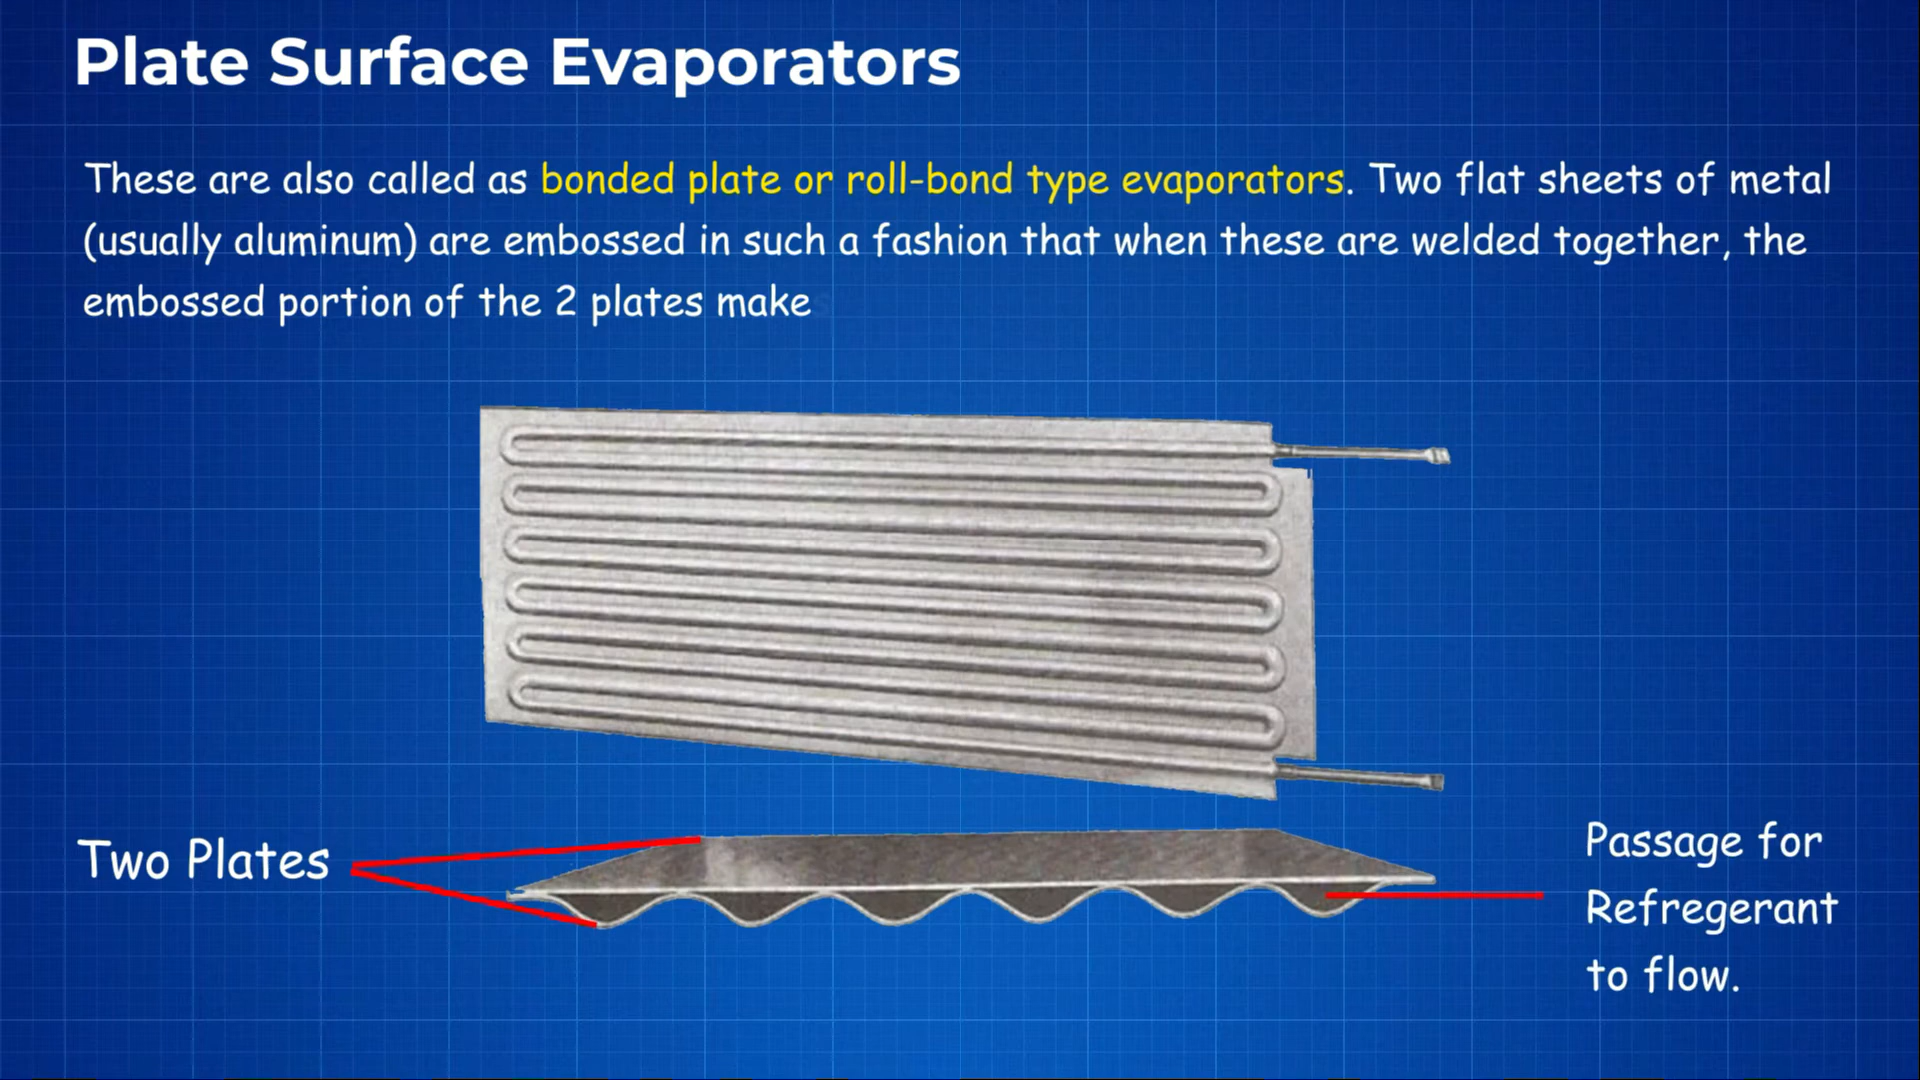 Plate Surface Evaporators
These are also called as bonded plate or roll-bond type evaporators. Two flat sheets of metal
(usually aluminum) are embossed in such a fashion that when these are welded together, the
embossed portion of the 2 plates make
Two Plates
Passage for
Refregerant
to flow.